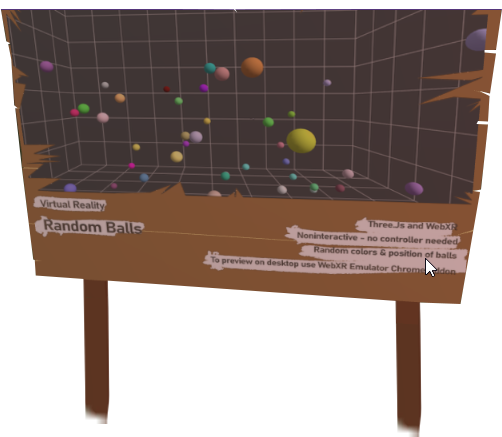 Virtual Reality
Random Balls
Three.Js and WebXR
Noninteractive - no controller needed
Random colors & position of balls
To preview on desktop use WebXR Emulator Chrome